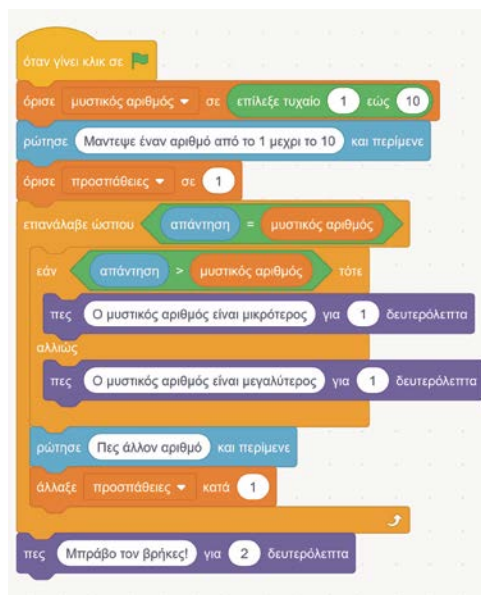 όταν γίνει κλικ σε
όρισε μυστικός αριθμός σε επίλεξε τυχαίο 1 εώς 10
ρώτησε Μαντεψε έναν αριθμό από το 1 μεχρι το 10 και περίμενε
όρισε προσπάθειες σε 1
επανάλαβε ώσπου απάντηση = μυστικός αριθμός
εάν απάντηση > μυστικός αριθμός τότε
πες Ο μυστικός αριθμός είναι μικρότερος για 1 δευτερόλεπτα
αλλιώς
πες Ο μυστικός αριθμός είναι μεγαλύτερος για 1 δευτερόλεπτα
ρώτησε Πες άλλον αριθμό και περίμενε
άλλαξε προσπάθειες κατά 1
πες Μπράβο τον βρήκες! για 2 δευτερόλεπτα